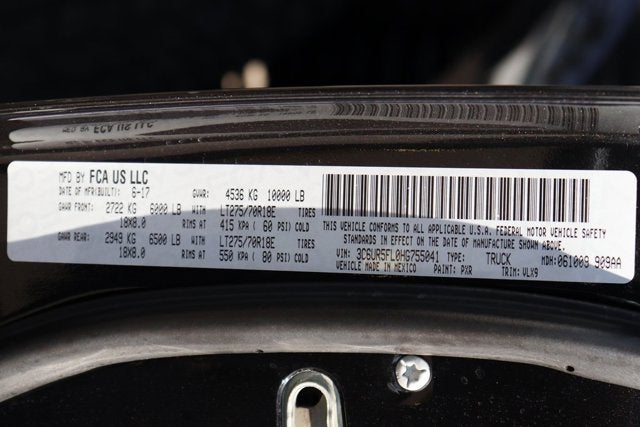 MFD BY FCA US LLC
DATE OF MFR(BUILT): 6-17 GVWR: 4536 KG 10000 LB
GAWR FRONT: 2722 KG 6000 LB WITH LT275/70R18E TIRES
18X8.0 RIMS AT 415 KPA ( 60 PSI) COLD
GAWR REAR: 2949 KG 6500 LB WITH LT275/70R18E TIRES
18X8.0 RIMS AT 550 KPA ( 80 PSI) COLD
THIS VEHICLE CONFORMS TO ALL APPLICABLE U.S.A. FEDERAL MOTOR VEHICLE SAFETY
STANDARDS IN EFFECT ON THE DATE OF MANUFACTURE SHOWN ABOVE.
VIN: 3C6UR5FL0HG755041 TYPE: TRUCK MDH: 061009 909AA
VEHICLE MADE IN MEXICO PAINT: PXR TRIM: VLX9